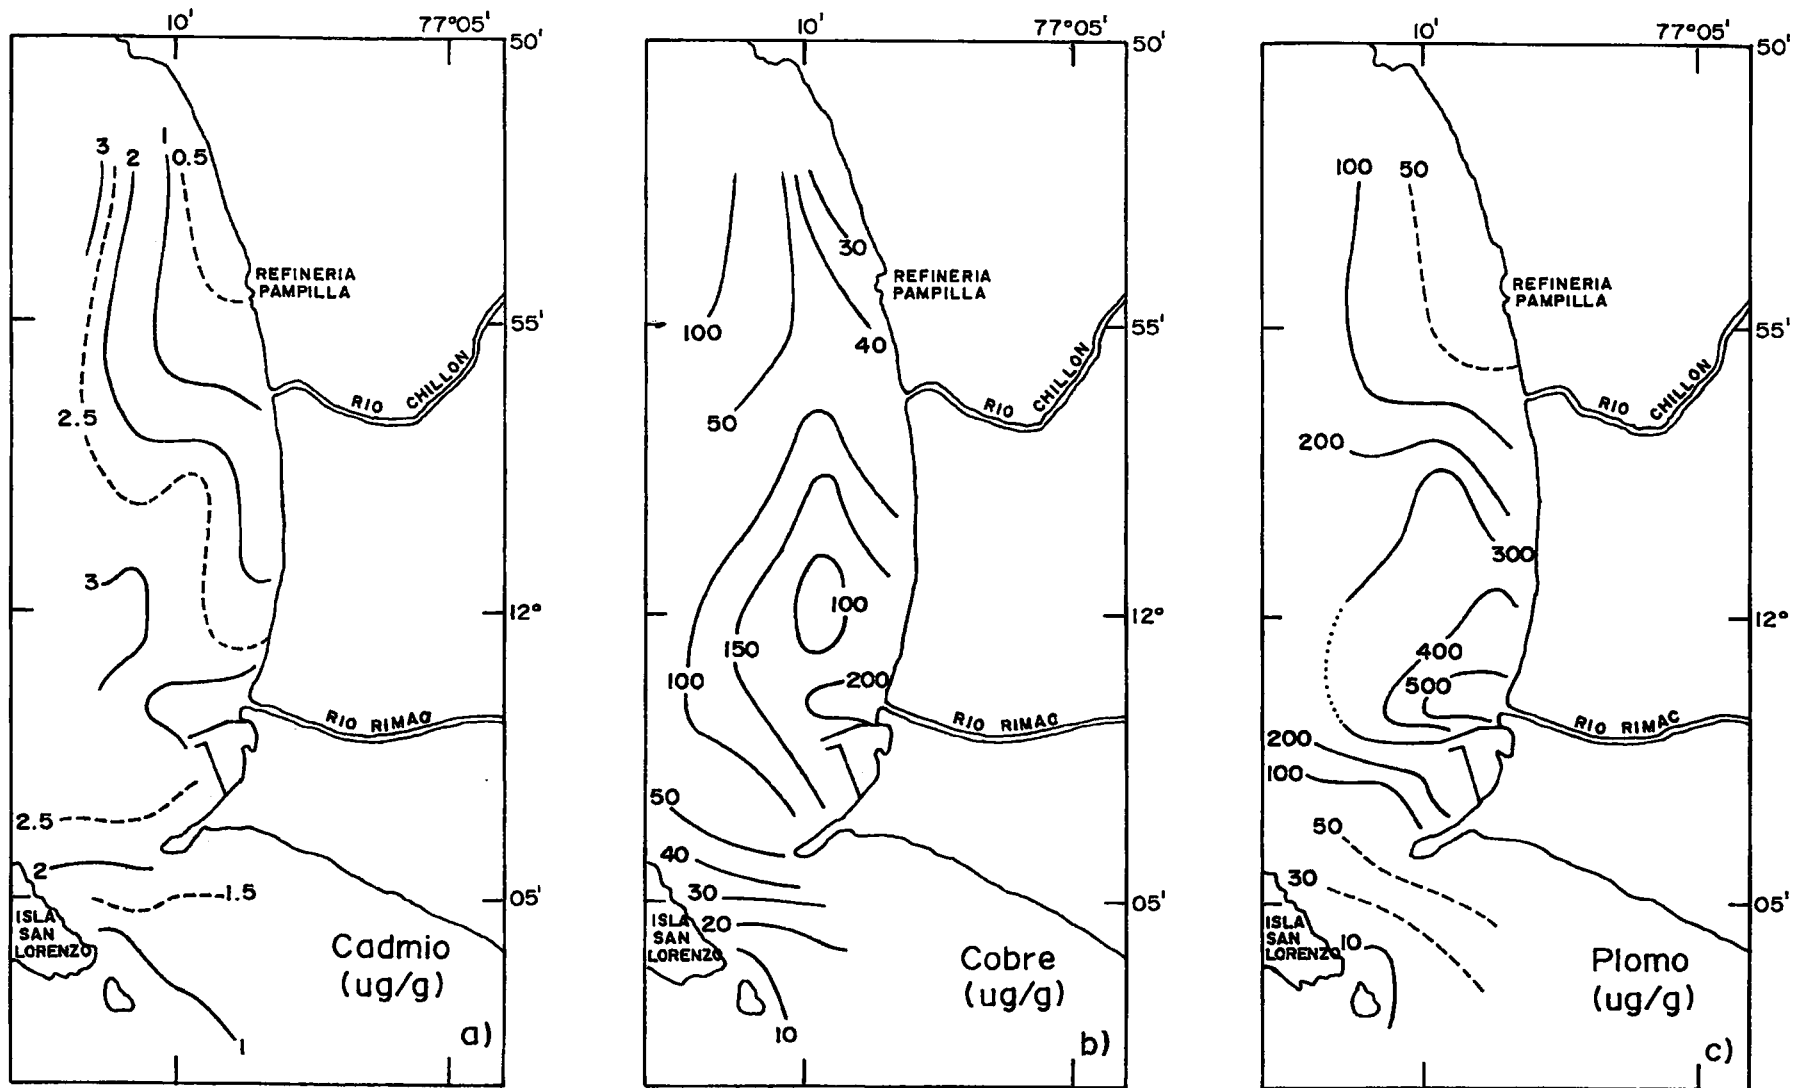 10' 77°05'
50'
3 2 1 0.5
REFINERIA
PAMPILLA
55'
RIO CHILLON
2.5
3
12°
RIO RIMAC
2.5
2
1.5
05'
ISLA
SAN
LORENZO
Cadmio
(ug/g)
1
a)
10' 77°05'
50'
30
REFINERIA
PAMPILLA
55'
100
40
RIO CHILLON
50
100
12°
150
100
200
RIO RIMAC
50
40
30
05'
20
ISLA
SAN
LORENZO
Cobre
(ug/g)
10
b)
10' 77°05'
50'
100 50
REFINERIA
PAMPILLA
55'
RIO CHILLON
200
300
12°
400
500
RIO RIMAC
200
100
50
30
05'
ISLA
SAN
LORENZO
10
Plomo
(ug/g)
c)